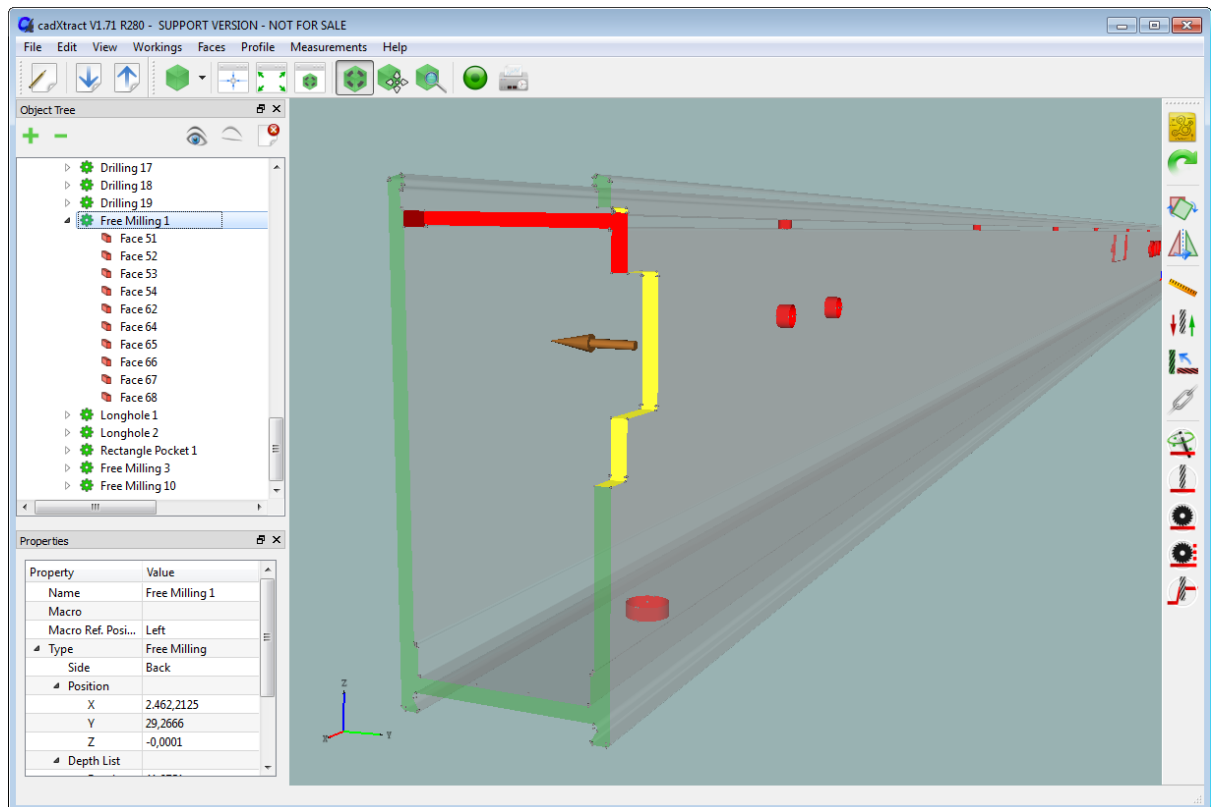 cadXtract V1.71 R280 - SUPPORT VERSION - NOT FOR SALE
File Edit View Workings Faces Profile Measurements Help
Object Tree
Drilling 17
Drilling 18
Drilling 19
Free Milling 1
Face 51
Face 52
Face 53
Face 54
Face 62
Face 64
Face 65
Face 66
Face 67
Face 68
Longhole 1
Longhole 2
Rectangle Pocket 1
Free Milling 3
Free Milling 10
Properties
Property Value
Name Free Milling 1
Macro
Macro Ref. Posi... Left
Type Free Milling
Side Back
Position
X 2.462,2125
Y 29,2666
Z -0,0001
Depth List
Z
X
Y